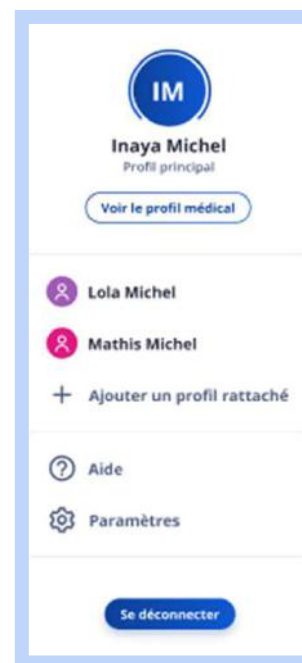 IM
Inaya Michel
Profil principal
Voir le profil médical
Lola Michel
Mathis Michel
Ajouter un profil rattaché
Aide
Paramètres
Se déconnecter